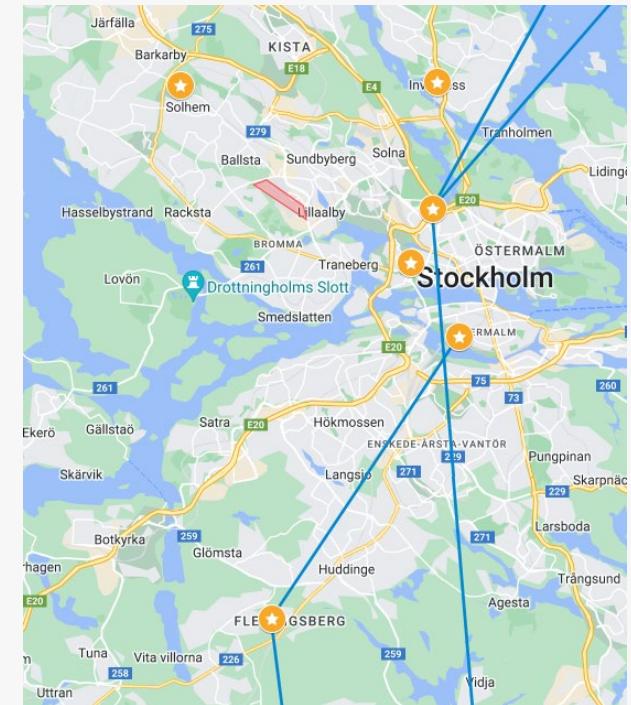 Järfälla
275
KISTA
Barkarby
E18
E4
Solhem
279
Tranholmen
Ballsta
Sundbyberg
Solna
Lidingö
E20
Hasselbystrand
Racksta
Lillaalby
BROMMA
ÖSTERMALM
261
Traneberg
Stockholm
Lovön
Drottningholms Slott
Smedslatten
E20
75
260
261
73
Satra
E20
Hökmossen
Ekerö
Gällstaö
ENSKEDE-ÅRSTA-VANTÖR
229
Pungpinan
Skärvik
Langsjo
271
229
Skarpnäc
Larsboda
Botkyrka
259
Glömsta
271
Huddinge
Trångsund
E20
Agesta
Tuna
Vita villorna
226
259
258
Vidja
Uttran